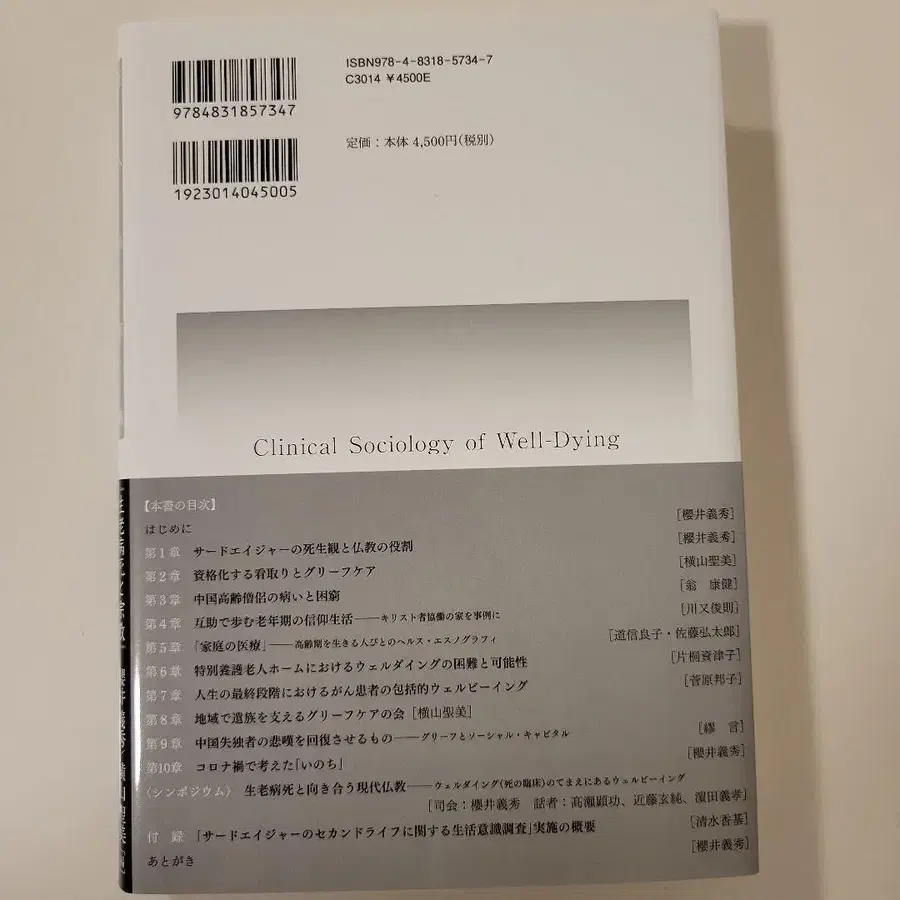 ISBN978-4-8318-5734-7
C3014 ¥4500E
9784831857347
定価：本体 4,500円(税別)
1923014045005
Clinical Sociology of Well-Dying
【本書の目次】
はじめに [櫻井義秀]
第1章 サードエイジャーの死生観と仏教の役割 [櫻井義秀]
第2章 資格化する看取りとグリーフケア [横山聖美]
第3章 中国高齢僧侶の病いと困窮 [翁 康健]
第4章 互助で歩む老年期の信仰生活――キリスト者協働の家を事例に [川又俊則]
第5章 「家庭の医療」――高齢期を生きる人びとのヘルス・エスノグラフィ [道信良子・佐藤弘太郎]
第6章 特別養護老人ホームにおけるウェルダイングの困難と可能性 [片桐資津子]
第7章 人生の最終段階におけるがん患者の包括的ウェルビーイング [菅原邦子]
第8章 地域で遺族を支えるグリーフケアの会 [横山聖美]
第9章 中国失独者の悲嘆を回復させるもの――グリーフとソーシャル・キャピタル [繆 言]
第10章 コロナ禍で考えた「いのち」 [櫻井義秀]
〈シンポジウム〉 生老病死と向き合う現代仏教――ウェルダイング(死の臨床)のてまえにあるウェルビーイング
[司会：櫻井義秀 話者：髙瀬顕功、近藤玄純、濵田義孝]
付 録 「サードエイジャーのセカンドライフに関する生活意識調査」実施の概要 [清水香基]
あとがき [櫻井義秀]